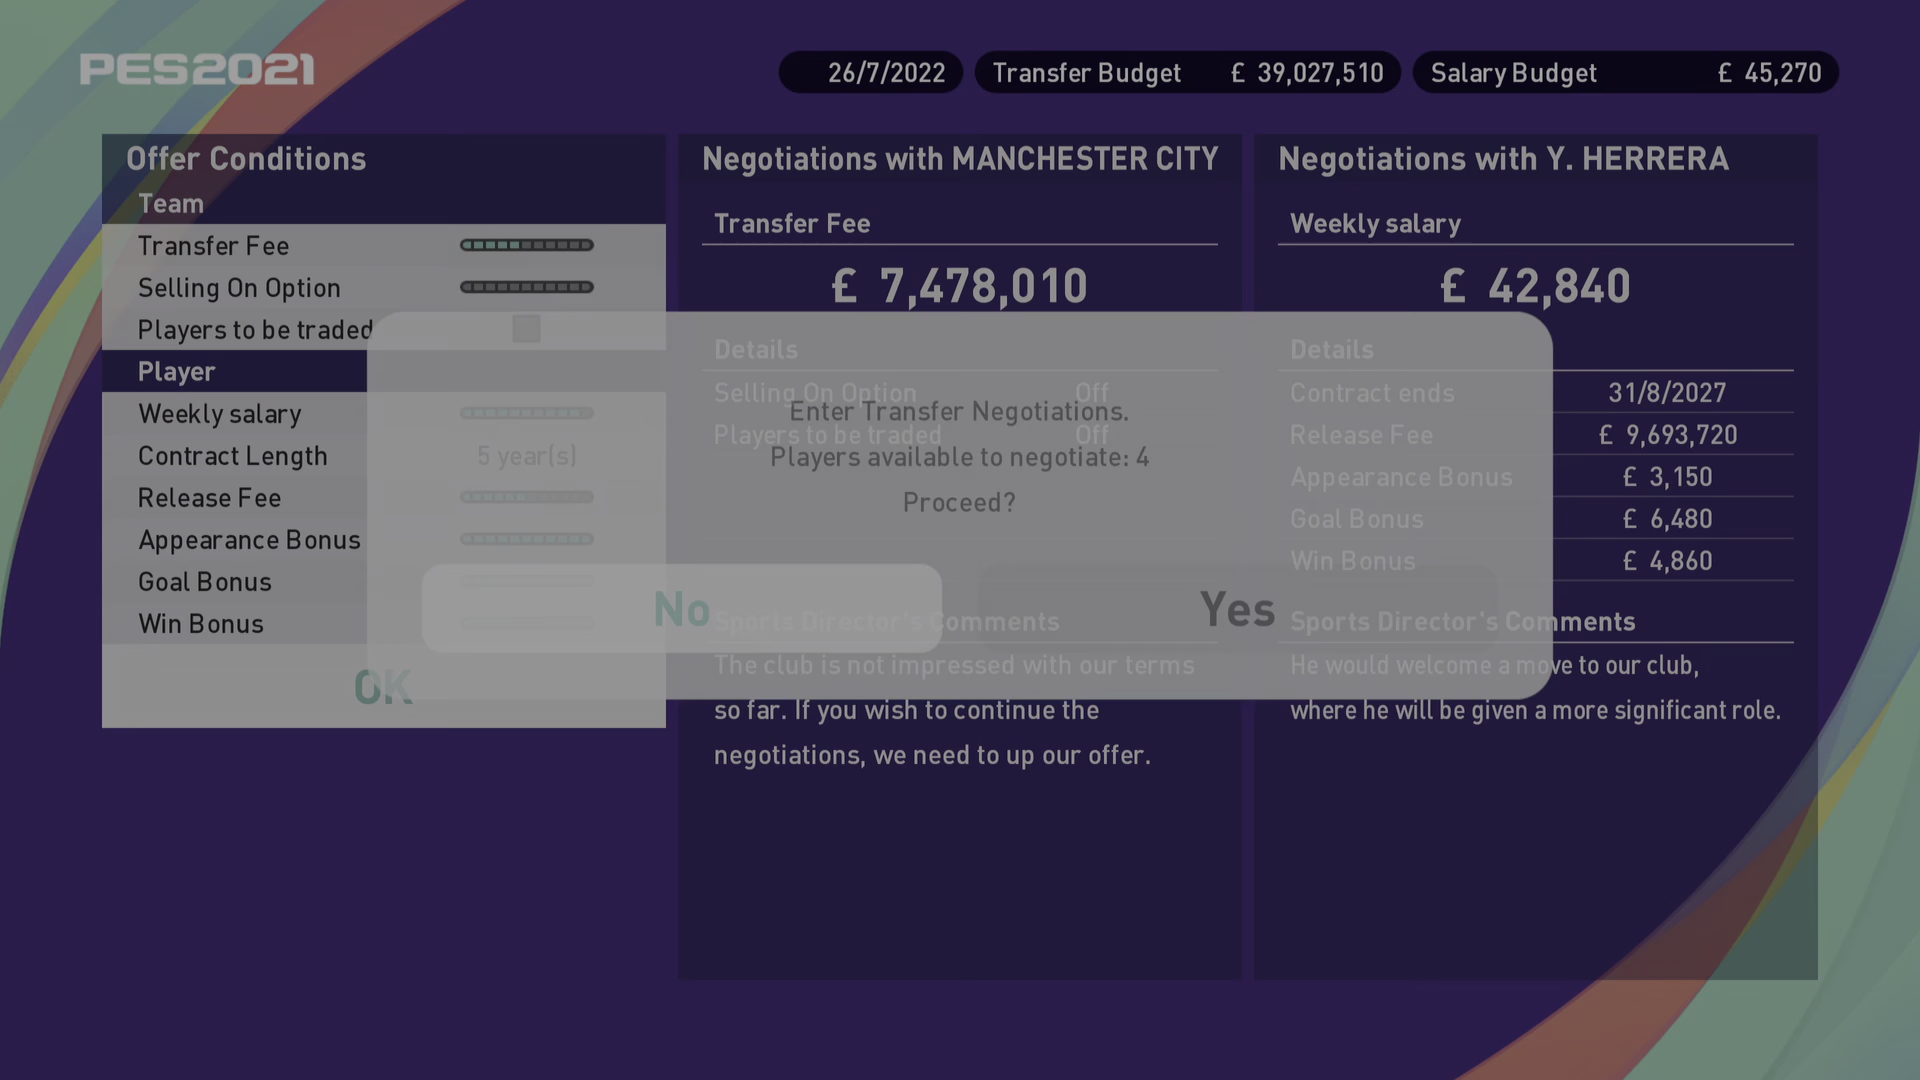 PES2021
26/7/2022
Transfer Budget £ 39,027,510
Salary Budget £ 45,270
Offer Conditions
Team
Transfer Fee
Selling On Option
Players to be traded
Player
Weekly salary
Contract Length 5 year(s)
Release Fee
Appearance Bonus
Goal Bonus
Win Bonus
OK
Negotiations with MANCHESTER CITY
Transfer Fee
£ 7,478,010
Details
Selling On Option Off
Players to be traded Off
Sports Director's Comments
The club is not impressed with our terms
so far. If you wish to continue the
negotiations, we need to up our offer.
Negotiations with Y. HERRERA
Weekly salary
£ 42,840
Details
Contract ends 31/8/2027
Release Fee £ 9,693,720
Appearance Bonus £ 3,150
Goal Bonus £ 6,480
Win Bonus £ 4,860
Sports Director's Comments
He would welcome a move to our club,
where he will be given a more significant role.
Enter Transfer Negotiations.
Players available to negotiate: 4
Proceed?
No
Yes